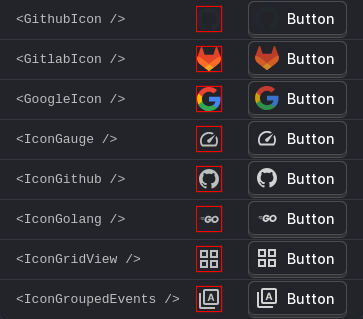 <GithubIcon /> Button
<GitlabIcon /> Button
<GoogleIcon /> Button
<IconGauge /> Button
<IconGithub /> Button
<IconGolang /> GO GO Button
<IconGridView /> Button
<IconGroupedEvents /> A A Button